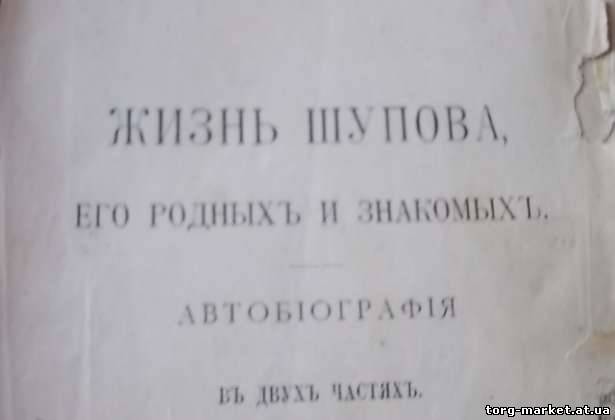 ЖИЗНЬ ШУПОВА,
ЕГО РОДНЫХЪ И ЗНАКОМЫХЪ.
АВТОБІОГРАФІЯ
ВЪ ДВУХЪ ЧАСТЯХЪ.
torg-market.at.ua